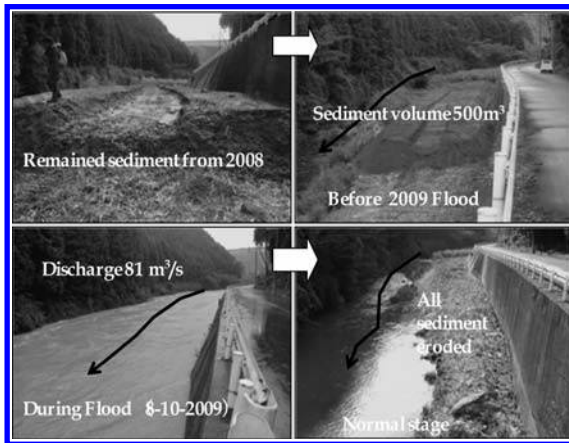 Remained sediment from 2008
Sediment volume 500m³
Before 2009 Flood
Discharge 81 m³/s
During Flood (8-10-2009)
All
sediment
eroded
Normal stage